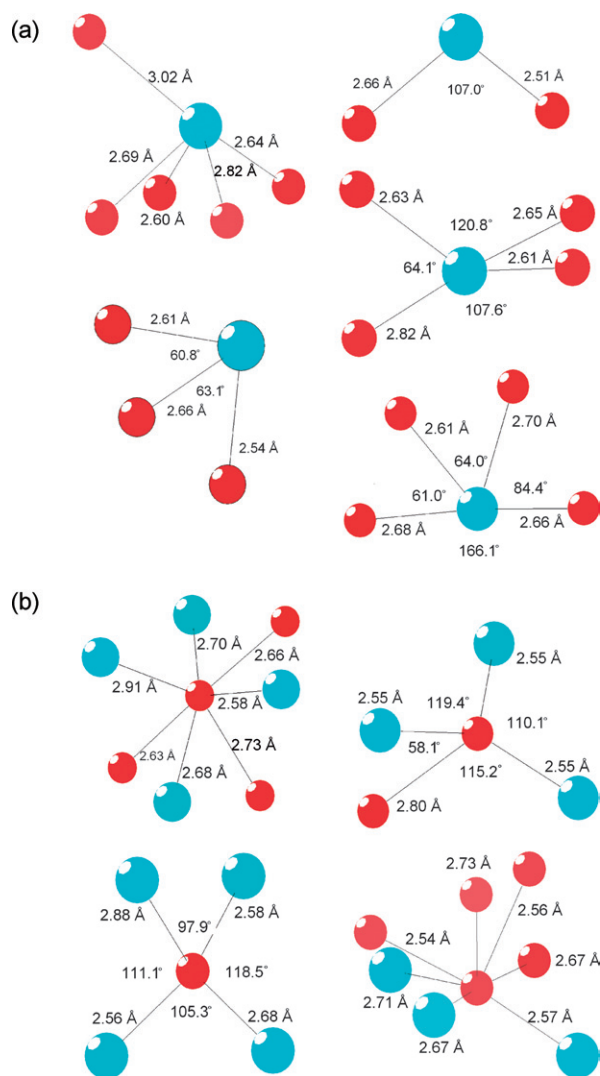 (a)
3.02 Å
2.69 Å
2.64 Å
2.82 Å
2.60 Å
2.66 Å
2.51 Å
107.0°
2.63 Å
120.8°
2.65 Å
64.1°
2.61 Å
107.6°
2.82 Å
2.61 Å
60.8°
63.1°
2.66 Å
2.54 Å
2.61 Å
2.70 Å
64.0°
61.0°
84.4°
2.68 Å
2.66 Å
166.1°
(b)
2.70 Å
2.66 Å
2.91 Å
2.58 Å
2.63 Å
2.73 Å
2.68 Å
2.55 Å
2.55 Å
119.4°
110.1°
58.1°
115.2°
2.55 Å
2.80 Å
2.88 Å
2.58 Å
97.9°
111.1°
118.5°
105.3°
2.56 Å
2.68 Å
2.73 Å
2.56 Å
2.54 Å
2.67 Å
2.71 Å
2.57 Å
2.67 Å